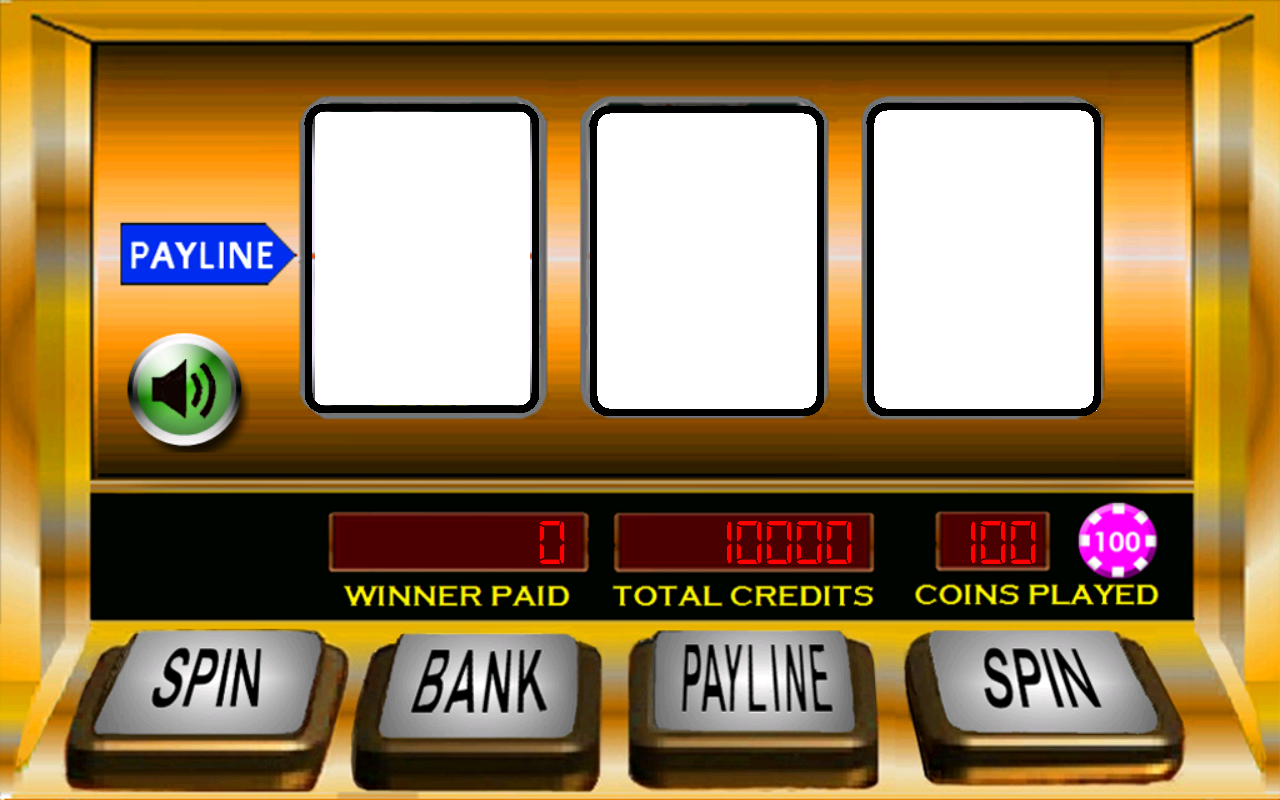 PAYLINE
0
10000
100
100
WINNER PAID
TOTAL CREDITS
COINS PLAYED
SPIN
BANK
PAYLINE
SPIN